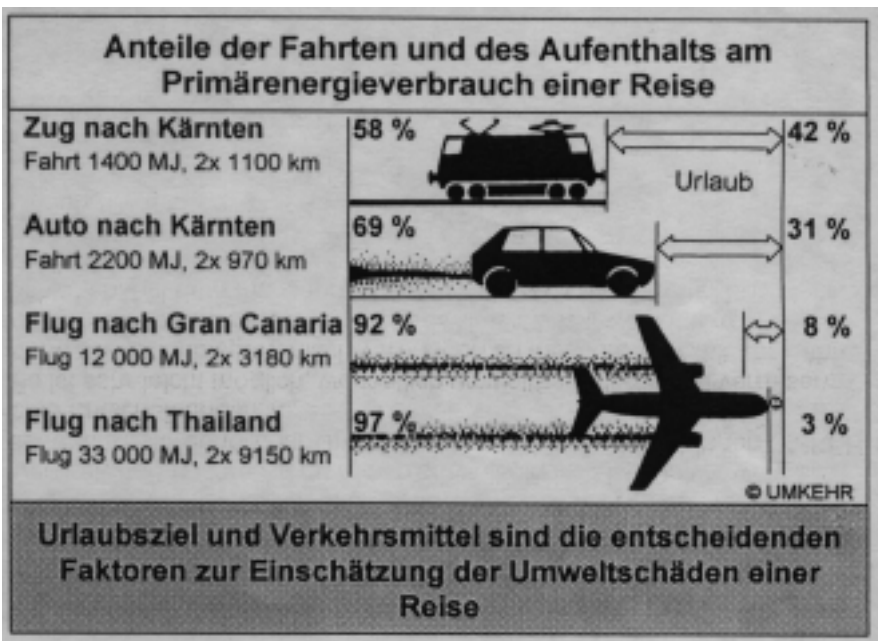 Anteile der Fahrten und des Aufenthalts am
Primärenergieverbrauch einer Reise
Zug nach Kärnten
Fahrt 1400 MJ, 2x 1100 km
58 %
42 %
Urlaub
Auto nach Kärnten
Fahrt 2200 MJ, 2x 970 km
69 %
31 %
Flug nach Gran Canaria
Flug 12 000 MJ, 2x 3180 km
92 %
8 %
Flug nach Thailand
Flug 33 000 MJ, 2x 9150 km
97 %
3 %
© UMKEHR
Urlaubsziel und Verkehrsmittel sind die entscheidenden
Faktoren zur Einschätzung der Umweltschäden einer
Reise